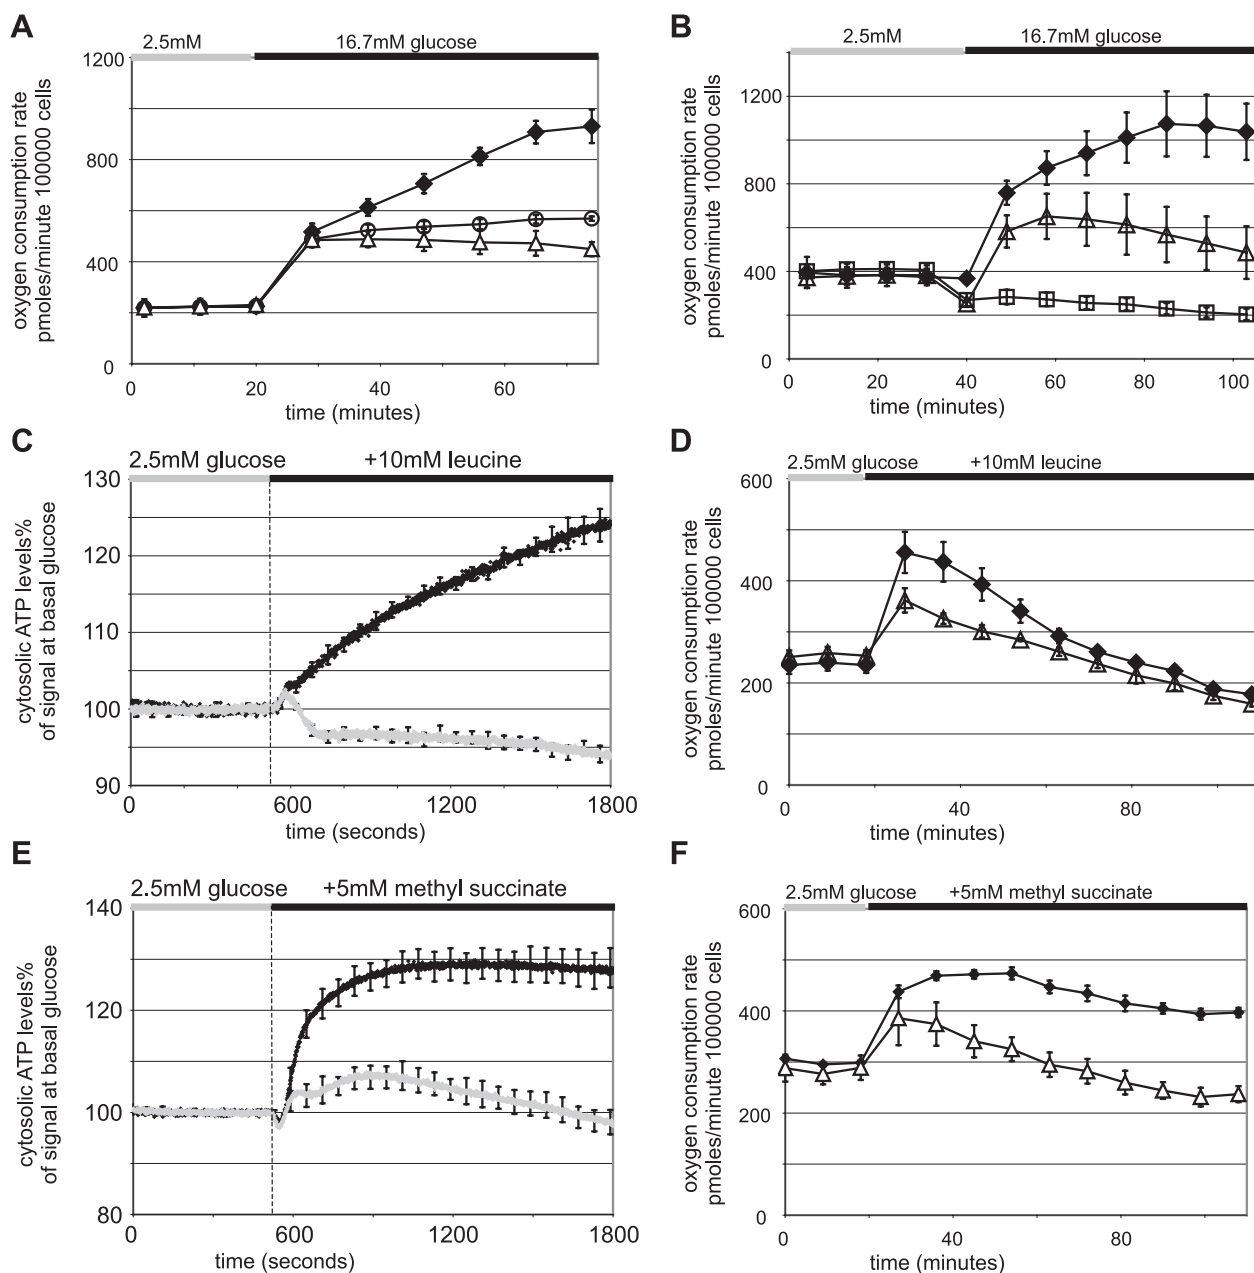 A
2.5mM
16.7mM glucose
oxygen consumption rate
pmoles/minute 100000 cells
1200
800
400
0
0
20
40
60
time (minutes)
B
2.5mM
16.7mM glucose
oxygen consumption rate
pmoles/minute 100000 cells
1200
800
400
0
0
20
40
60
80
100
time (minutes)
C
2.5mM glucose
+10mM leucine
cytosolic ATP levels%
of signal at basal glucose
130
120
110
100
90
0
600
1200
1800
time (seconds)
D
2.5mM glucose
+10mM leucine
oxygen consumption rate
pmoles/minute 100000 cells
600
400
200
0
0
40
80
time (minutes)
E
2.5mM glucose
+5mM methyl succinate
cytosolic ATP levels%
of signal at basal glucose
140
120
100
80
0
600
1200
1800
time (seconds)
F
2.5mM glucose
+5mM methyl succinate
oxygen consumption rate
pmoles/minute 100000 cells
600
400
200
0
0
40
80
time (minutes)